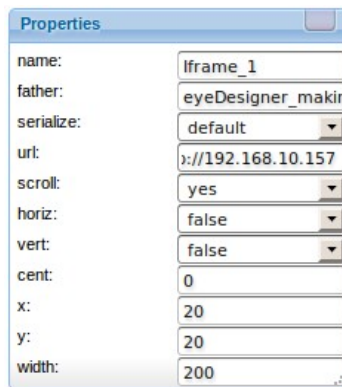 Properties
name: Iframe_1
father: eyeDesigner_makin
serialize: default
url: ://192.168.10.157
scroll: yes
horiz: false
vert: false
cent: 0
x: 20
y: 20
width: 200